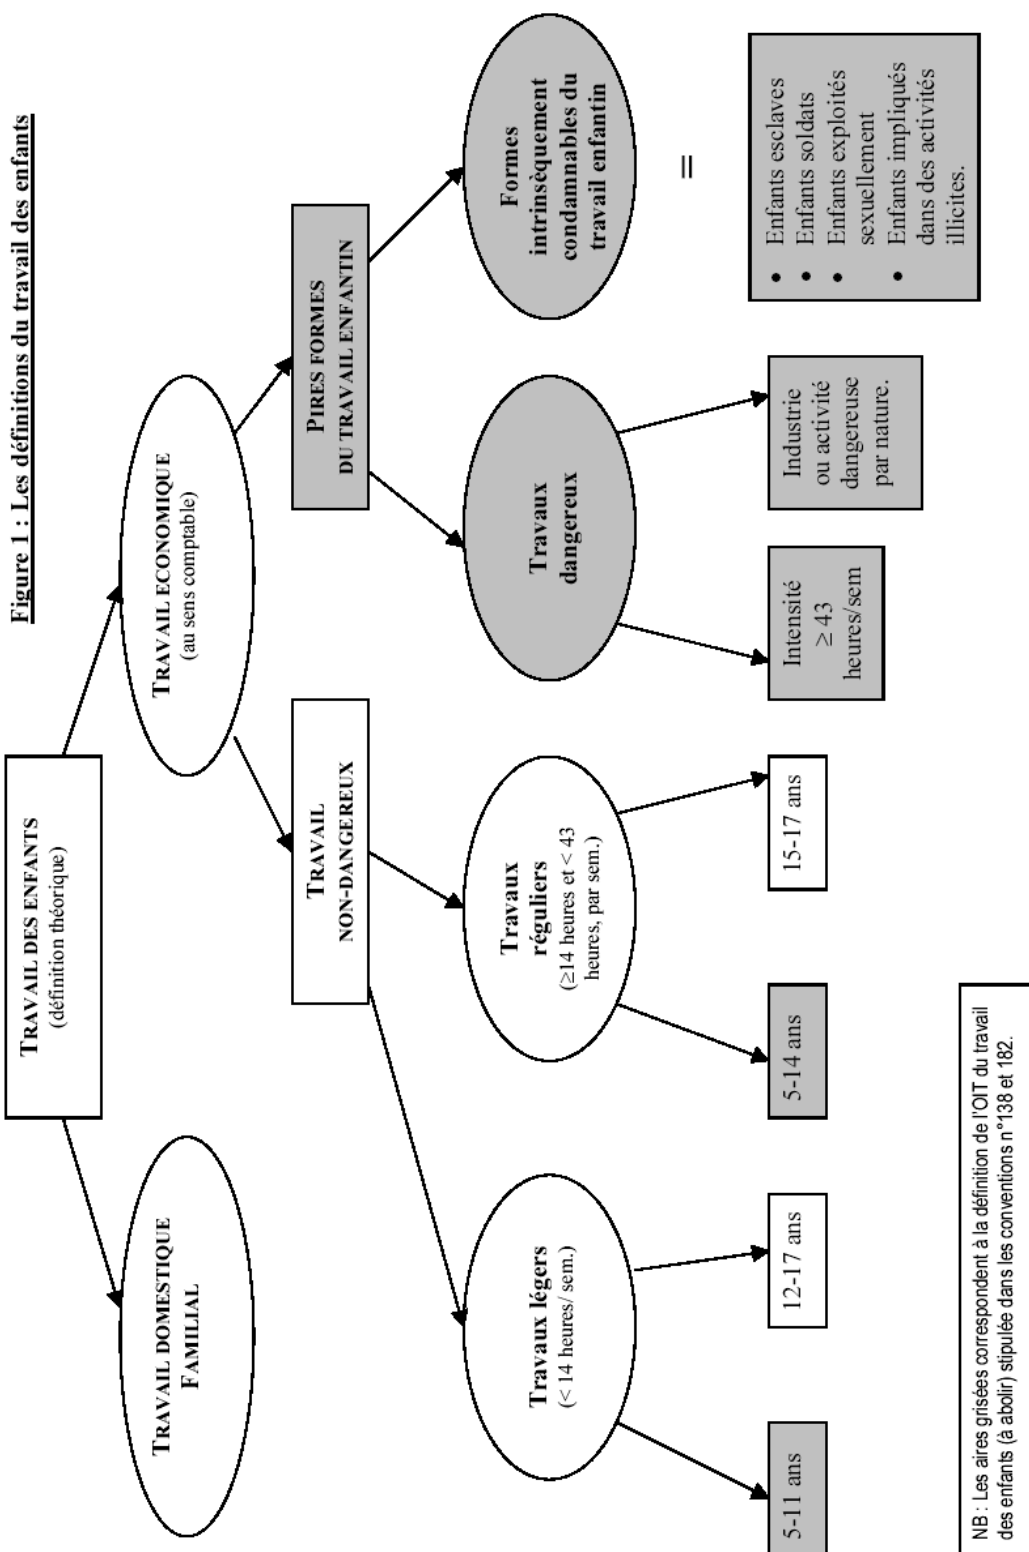 Figure 1 : Les définitions du travail des enfants
TRAVAIL DES ENFANTS
(définition théorique)
TRAVAIL DOMESTIQUE
FAMILIAL
TRAVAIL ECONOMIQUE
(au sens comptable)
TRAVAIL
NON-DANGEREUX
PIRES FORMES
DU TRAVAIL ENFANTIN
Travaux légers
(< 14 heures/ sem.)
Travaux
réguliers
(≥14 heures et < 43
heures, par sem.)
Travaux
dangereux
Formes
intrinsèquement
condamnables du
travail enfantin
=
5-11 ans
12-17 ans
5-14 ans
15-17 ans
Intensité
≥ 43
heures/sem
Industrie
ou activité
dangereuse
par nature.
• Enfants esclaves
• Enfants soldats
• Enfants exploités
sexuellement
• Enfants impliqués
dans des activités
illicites.
NB : Les aires grisées correspondent à la définition de l'OIT du travail
des enfants (à abolir) stipulée dans les conventions n°138 et 182.